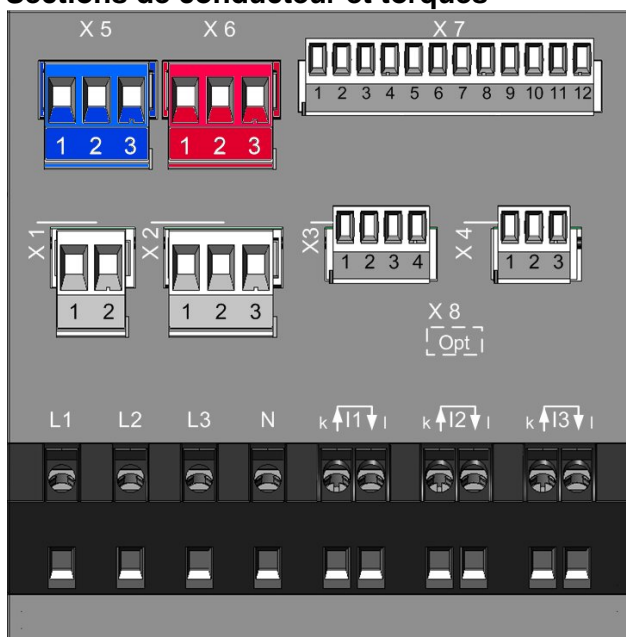 Sections de conducteur et torques
X 5 X 6 X 7
1 2 3 1 2 3 1 2 3 4 5 6 7 8 9 10 11 12
X 1 X 2 X3 X 4
1 2 1 2 3 1 2 3 4 1 2 3
X 8
Opt
L1 L2 L3 N k I1 l k I2 l k I3 l